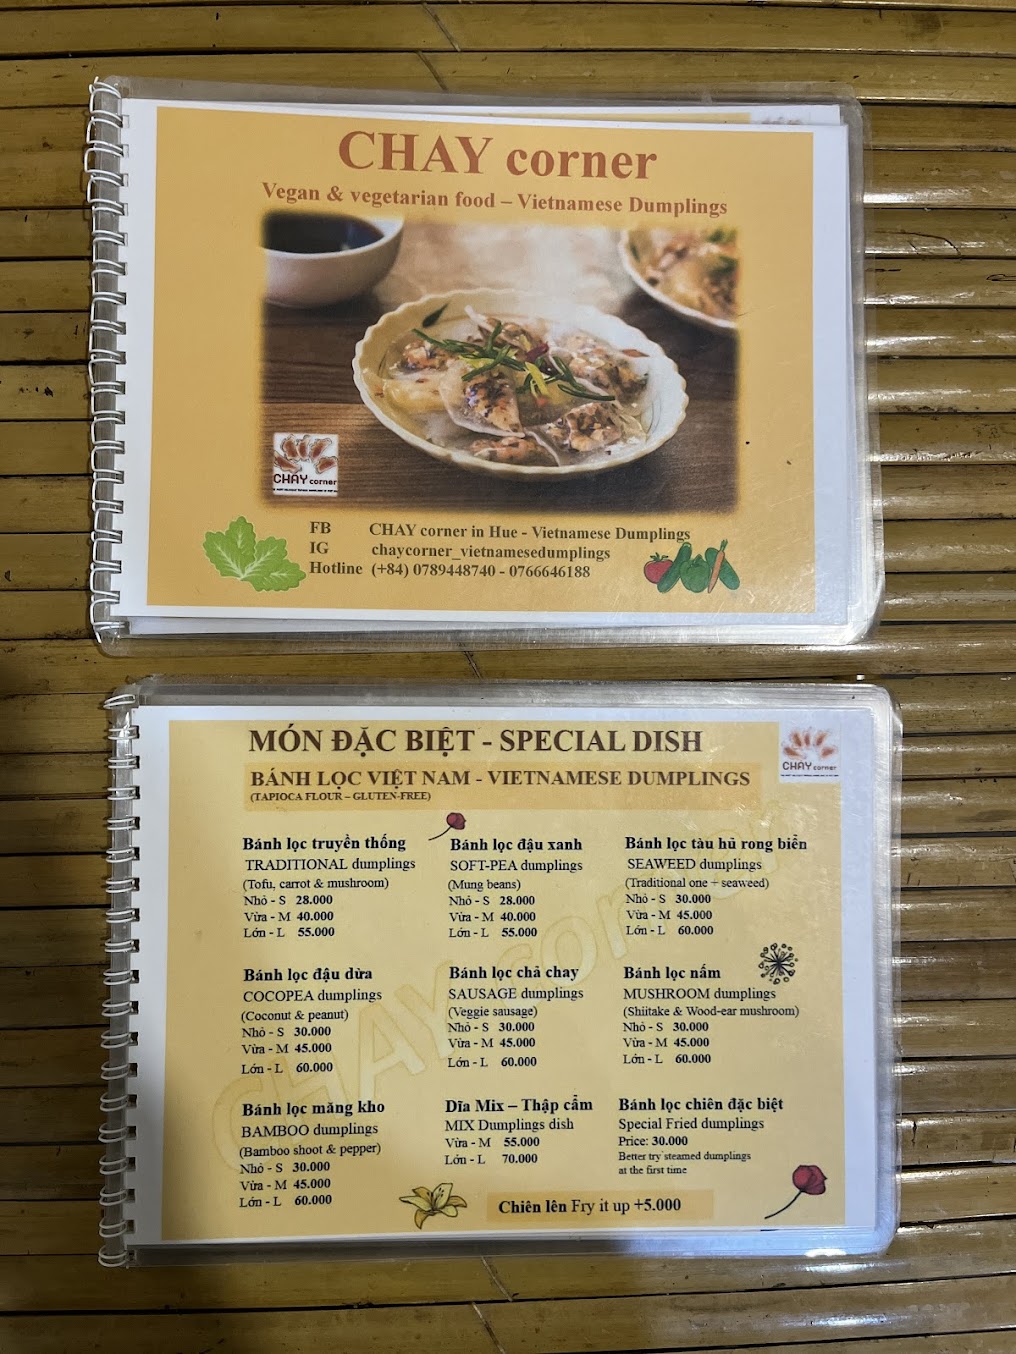 CHAY corner
Vegan & vegetarian food – Vietnamese Dumplings
CHAY corner
FB CHAY corner in Hue - Vietnamese Dumplings
IG chaycorner_vietnamesedumplings
Hotline (+84) 0789448740 - 0766646188
MÓN ĐẶC BIỆT - SPECIAL DISH
CHAY corner
BÁNH LỌC VIỆT NAM - VIETNAMESE DUMPLINGS
(TAPIOCA FLOUR – GLUTEN-FREE)
Bánh lọc truyền thống
TRADITIONAL dumplings
(Tofu, carrot & mushroom)
Nhỏ - S 28.000
Vừa - M 40.000
Lớn - L 55.000
Bánh lọc đậu xanh
SOFT-PEA dumplings
(Mung beans)
Nhỏ - S 28.000
Vừa - M 40.000
Lớn - L 55.000
Bánh lọc tàu hũ rong biển
SEAWEED dumplings
(Traditional one + seaweed)
Nhỏ - S 30.000
Vừa - M 45.000
Lớn - L 60.000
Bánh lọc đậu dừa
COCOPEA dumplings
(Coconut & peanut)
Nhỏ - S 30.000
Vừa - M 45.000
Lớn - L 60.000
Bánh lọc chả chay
SAUSAGE dumplings
(Veggie sausage)
Nhỏ - S 30.000
Vừa - M 45.000
Lớn - L 60.000
Bánh lọc nấm
MUSHROOM dumplings
(Shiitake & Wood-ear mushroom)
Nhỏ - S 30.000
Vừa - M 45.000
Lớn - L 60.000
Bánh lọc măng kho
BAMBOO dumplings
(Bamboo shoot & pepper)
Nhỏ - S 30.000
Vừa - M 45.000
Lớn - L 60.000
Dĩa Mix – Thập cẩm
MIX Dumplings dish
Vừa - M 55.000
Lớn - L 70.000
Bánh lọc chiên đặc biệt
Special Fried dumplings
Price: 30.000
Better try steamed dumplings
at the first time
Chiên lên Fry it up +5.000
CHAY corner